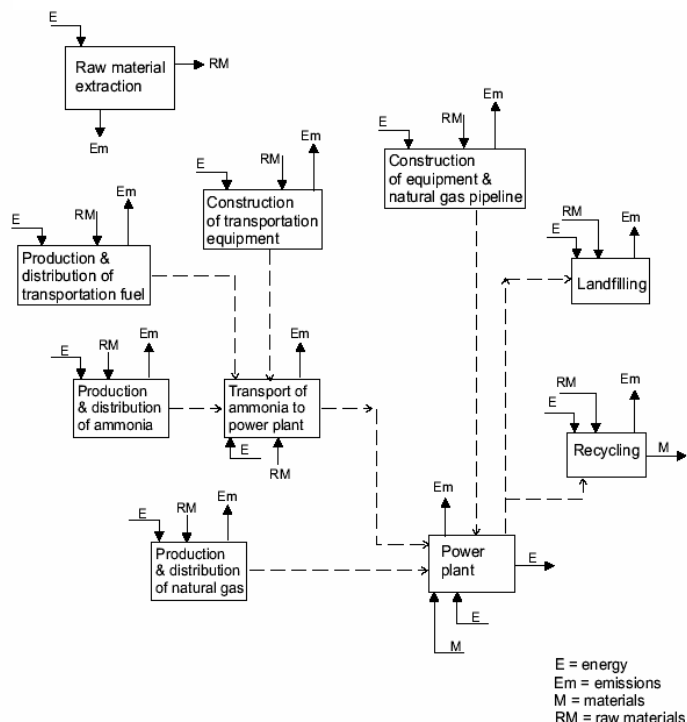 E
Raw material
extraction
RM
Em
E
RM
Em
Construction
of equipment &
natural gas pipeline
E
RM
Em
Construction
of transportation
equipment
E
RM
Em
Production &
distribution of
transportation fuel
RM
E
Em
Landfilling
E
RM
Em
Production
& distribution
of ammonia
Em
Transport of
ammonia to
power plant
E
RM
RM
E
Em
Recycling
M
E
RM
Em
Production
& distribution
of natural gas
Em
Power
plant
E
E
M
E = energy
Em = emissions
M = materials
RM = raw materials